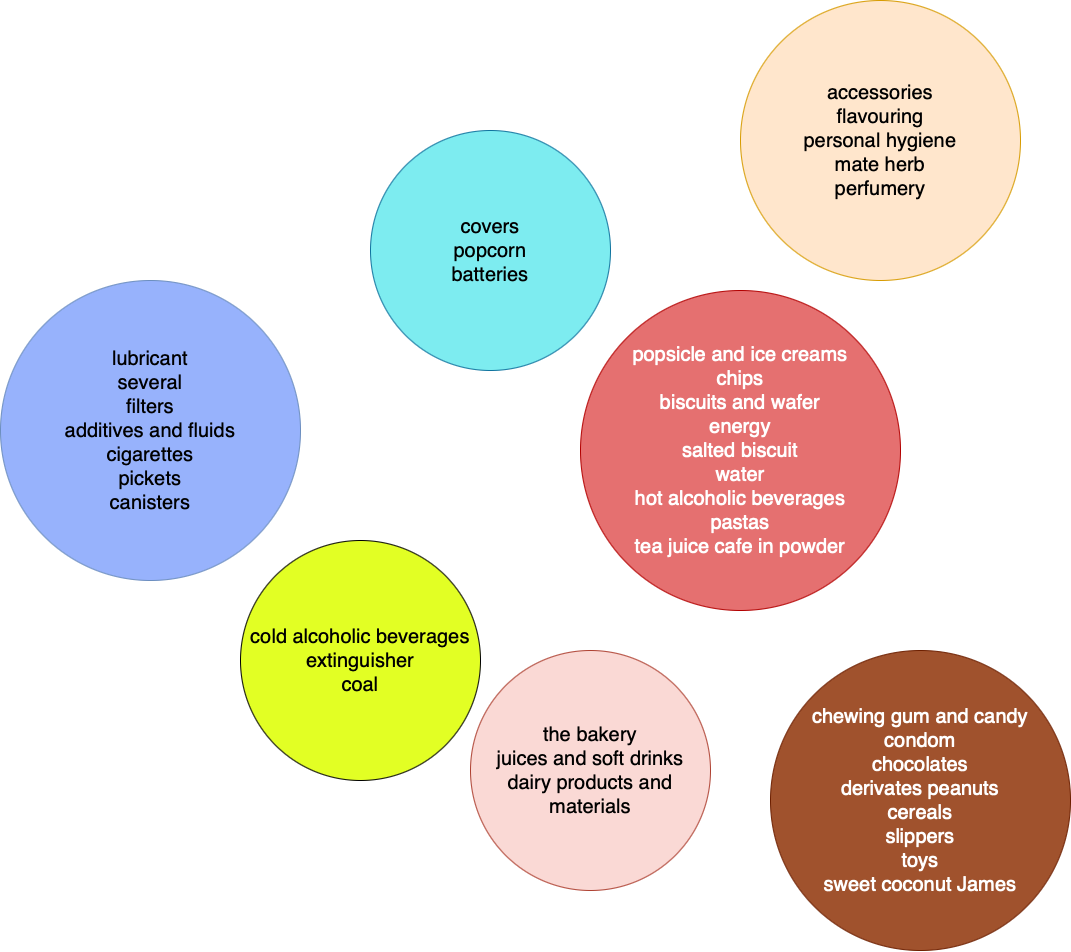 accessories
flavouring
personal hygiene
mate herb
perfumery
covers
popcorn
batteries
lubricant
several
filters
additives and fluids
cigarettes
pickets
canisters
popsicle and ice creams
chips
biscuits and wafer
energy
salted biscuit
water
hot alcoholic beverages
pastas
tea juice cafe in powder
cold alcoholic beverages
extinguisher
coal
the bakery
juices and soft drinks
dairy products and
materials
chewing gum and candy
condom
chocolates
derivates peanuts
cereals
slippers
toys
sweet coconut James